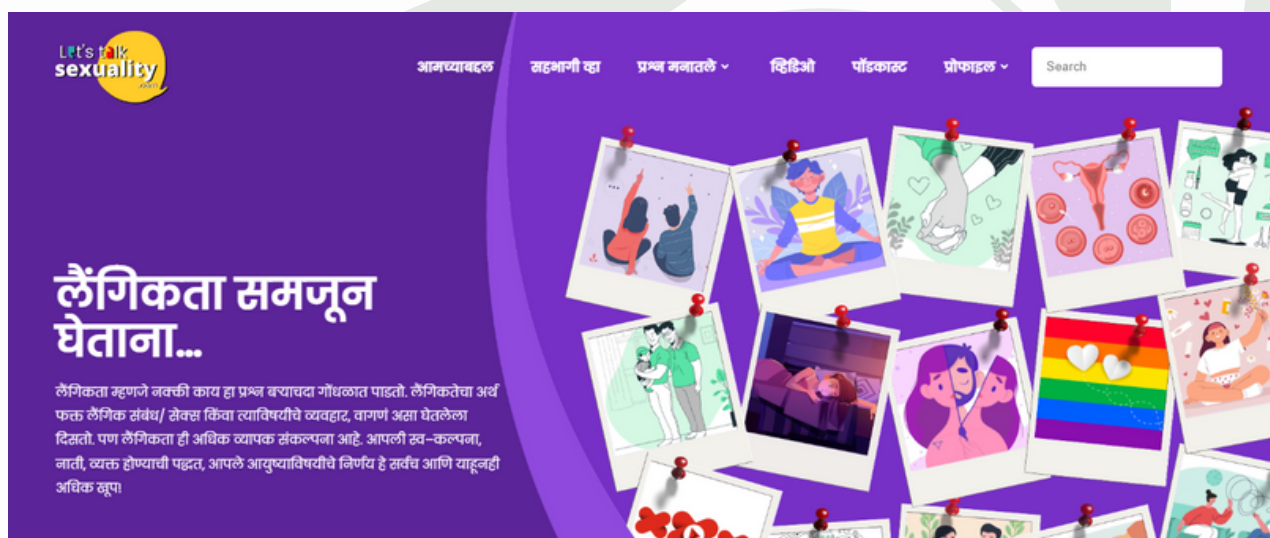 Let's talk
sexuality
.com
आमच्याबद्दल
सहभागी व्हा
प्रश्न मनातले
व्हिडिओ
पॉडकास्ट
प्रोफाइल
Search
लैंगिकता समजून
घेताना...
लैंगिकता म्हणजे नक्की काय हा प्रश्न बऱ्याचदा गोंधळात पाडतो. लैंगिकतेचा अर्थ
फक्त लैंगिक संबंध/ सेक्स किंवा त्याविषयीचे व्यवहार, वागणं असा घेतलेला
दिसतो. पण लैंगिकता ही अधिक व्यापक संकल्पना आहे. आपली स्व-कल्पना,
नाती, व्यक्त होण्याची पद्धत, आपले आयुष्याविषयीचे निर्णय हे सर्वच आणि याहूनही
अधिक खूप!